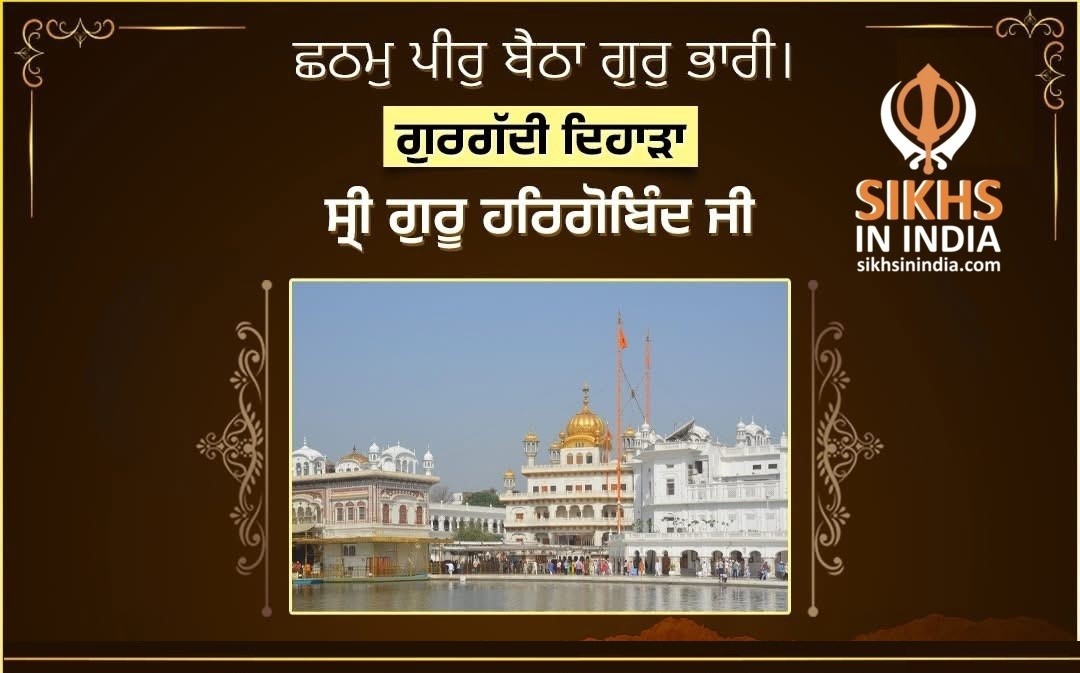 ਛਠਮੁ ਪੀਰੁ ਬੈਠਾ ਗੁਰੁ ਭਾਰੀ।
ਗੁਰਗੱਦੀ ਦਿਹਾੜਾ
ਸ੍ਰੀ ਗੁਰੂ ਹਰਿਗੋਬਿੰਦ ਜੀ
SIKHS
IN INDIA
sikhsinindia.com